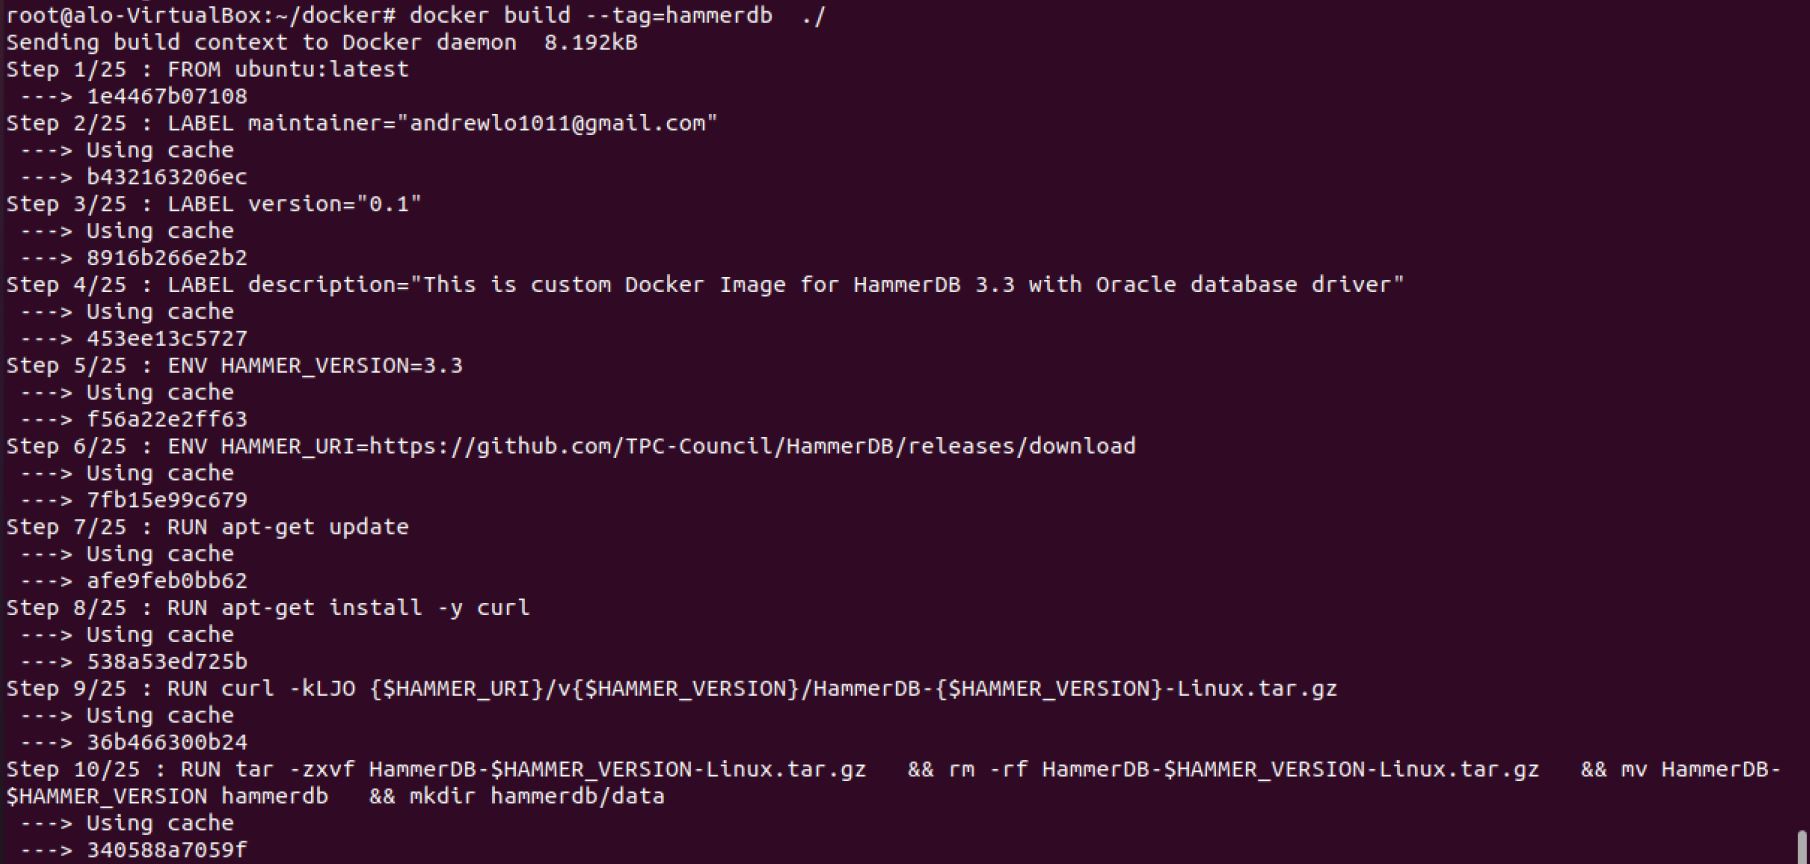 root@alo-VirtualBox:~/docker# docker build --tag=hammerdb  ./
Sending build context to Docker daemon  8.192kB
Step 1/25 : FROM ubuntu:latest
 ---> 1e4467b07108
Step 2/25 : LABEL maintainer="andrewlo1011@gmail.com"
 ---> Using cache
 ---> b432163206ec
Step 3/25 : LABEL version="0.1"
 ---> Using cache
 ---> 8916b266e2b2
Step 4/25 : LABEL description="This is custom Docker Image for HammerDB 3.3 with Oracle database driver"
 ---> Using cache
 ---> 453ee13c5727
Step 5/25 : ENV HAMMER_VERSION=3.3
 ---> Using cache
 ---> f56a22e2ff63
Step 6/25 : ENV HAMMER_URI=https://github.com/TPC-Council/HammerDB/releases/download
 ---> Using cache
 ---> 7fb15e99c679
Step 7/25 : RUN apt-get update
 ---> Using cache
 ---> afe9feb0bb62
Step 8/25 : RUN apt-get install -y curl
 ---> Using cache
 ---> 538a53ed725b
Step 9/25 : RUN curl -kLJO {$HAMMER_URI}/v{$HAMMER_VERSION}/HammerDB-{$HAMMER_VERSION}-Linux.tar.gz
 ---> Using cache
 ---> 36b466300b24
Step 10/25 : RUN tar -zxvf HammerDB-$HAMMER_VERSION-Linux.tar.gz   && rm -rf HammerDB-$HAMMER_VERSION-Linux.tar.gz   && mv HammerDB-
$HAMMER_VERSION hammerdb   && mkdir hammerdb/data
 ---> Using cache
 ---> 340588a7059f